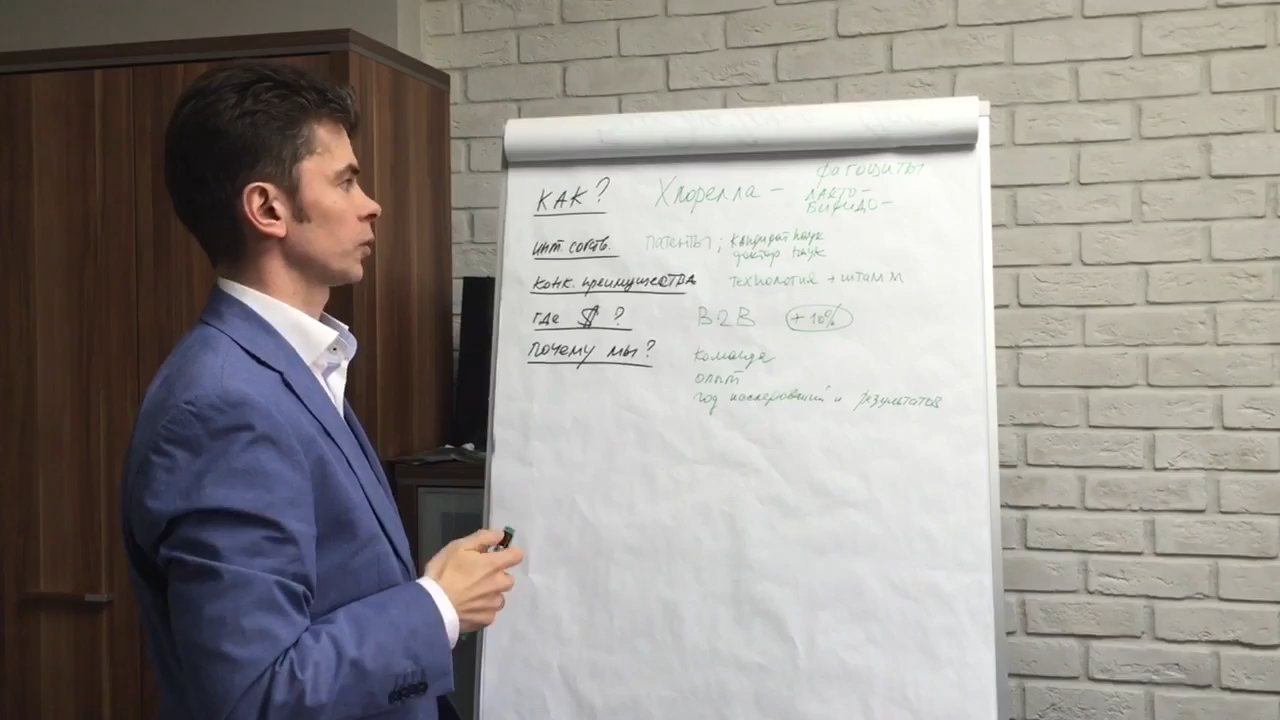 КАК? Хлорелла – фагоциты
ЛАКТО –
БИФИДО –
инт. собств. патенты; кандидат наук
доктор наук
конк. преимущества технология + штамм
где $ ? B2B +10%
почему мы? команда
опыт
год исследований и результатов